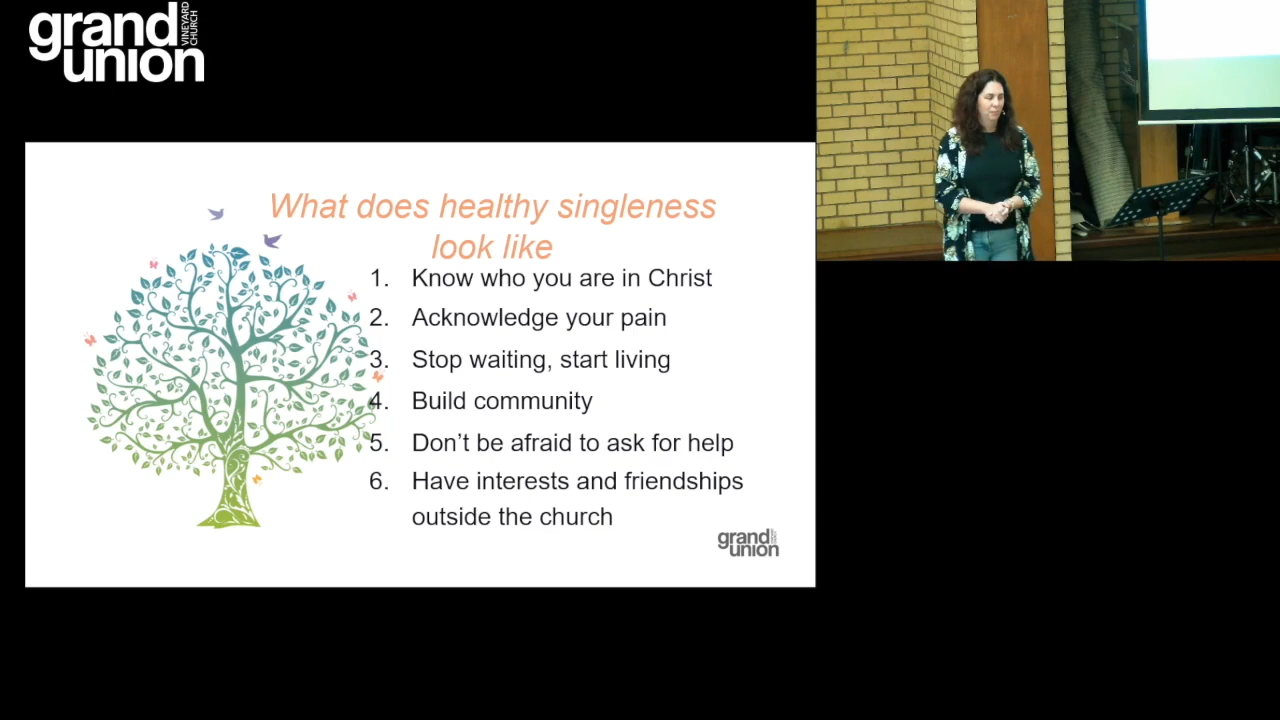 grand
union
VINEYARD
CHURCH
What does healthy singleness
look like
1. Know who you are in Christ
2. Acknowledge your pain
3. Stop waiting, start living
4. Build community
5. Don’t be afraid to ask for help
6. Have interests and friendships
outside the church
grand
union